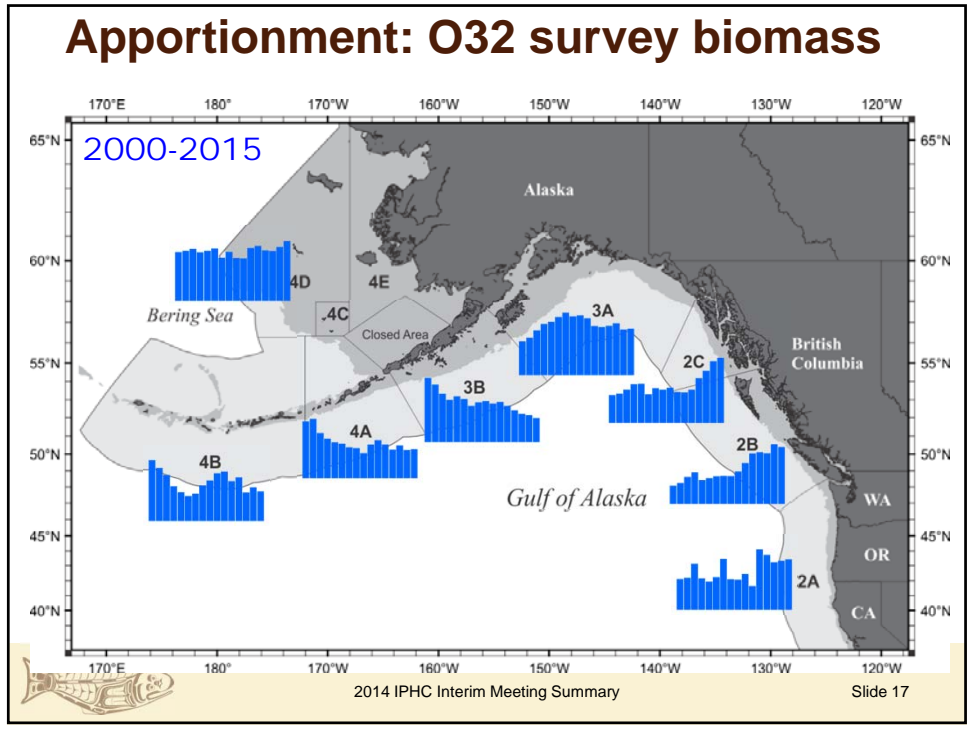 Apportionment: O32 survey biomass
170°E 180° 170°W 160°W 150°W 140°W 130°W 120°W
65°N 65°N
2000-2015
Alaska
60°N 60°N
4D 4E
4C
Bering Sea
Closed Area
3A
British
Columbia
55°N 55°N
2C
3B
4A
2B
4B
50°N 50°N
Gulf of Alaska
WA
45°N 45°N
OR
2A
40°N 40°N
CA
170°E 180° 170°W 160°W 150°W 140°W 130°W 120°W
2014 IPHC Interim Meeting Summary Slide 17